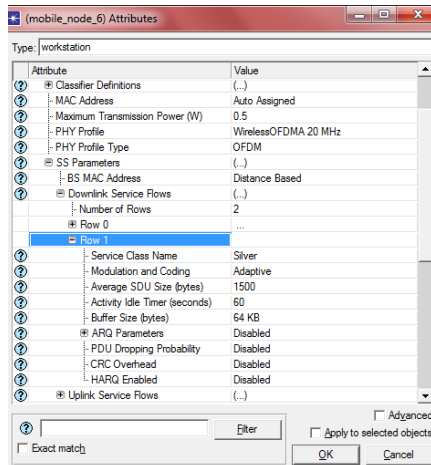 (mobile_node_6) Attributes
Type: workstation
Attribute Value
Classifier Definitions (...)
MAC Address Auto Assigned
Maximum Transmission Power (W) 0.5
PHY Profile WirelessOFDMA 20 MHz
PHY Profile Type OFDM
SS Parameters (...)
BS MAC Address Distance Based
Downlink Service Flows (...)
Number of Rows 2
Row 0 ...
Row 1
Service Class Name Silver
Modulation and Coding Adaptive
Average SDU Size (bytes) 1500
Activity Idle Timer (seconds) 60
Buffer Size (bytes) 64 KB
ARQ Parameters Disabled
PDU Dropping Probability Disabled
CRC Overhead Disabled
HARQ Enabled Disabled
Uplink Service Flows (...)
Advanced
Filter Apply to selected objects
Exact match OK Cancel